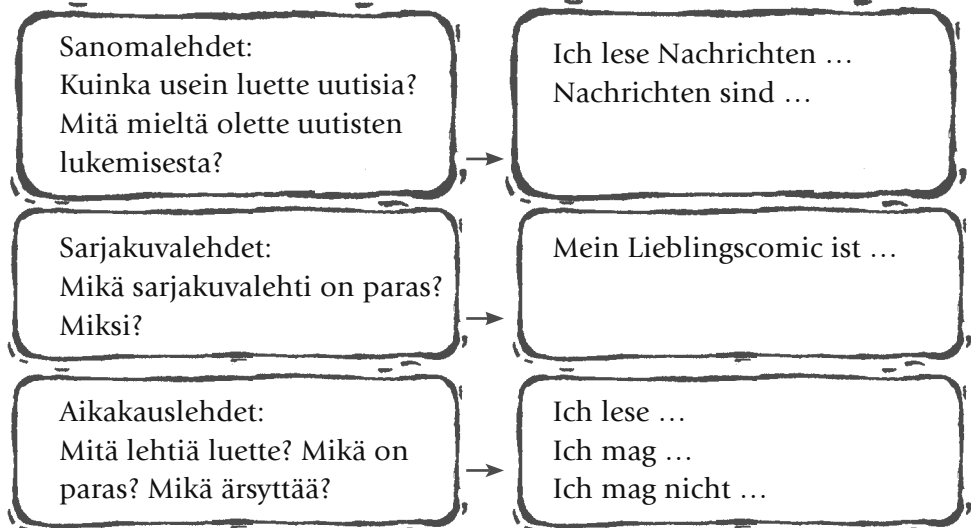 Sanomalehdet:
Kuinka usein luette uutisia?
Mitä mieltä olette uutisten
lukemisesta?
Ich lese Nachrichten …
Nachrichten sind …
Sarjakuvalehdet:
Mikä sarjakuvalehti on paras?
Miksi?
Mein Lieblingscomic ist …
Aikakauslehdet:
Mitä lehtiä luette? Mikä on
paras? Mikä ärsyttää?
Ich lese …
Ich mag …
Ich mag nicht …